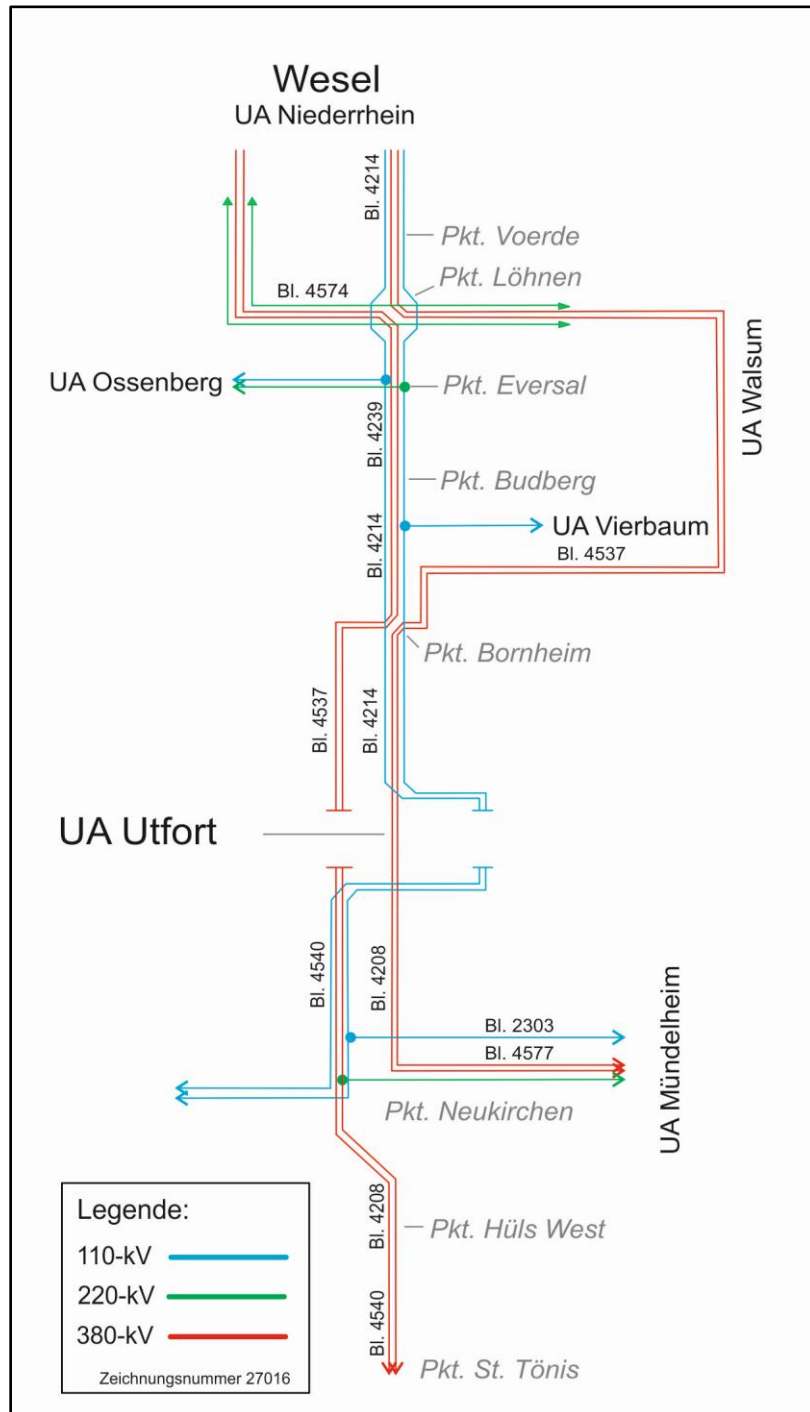 Wesel
UA Niederrhein
Bl. 4214
Pkt. Voerde
Pkt. Löhnen
Bl. 4574
UA Walsum
UA Ossenberg
Pkt. Eversal
Bl. 4239
Pkt. Budberg
Bl. 4214
UA Vierbaum
Bl. 4537
Pkt. Bornheim
Bl. 4537
Bl. 4214
UA Utfort
Bl. 4540
Bl. 4208
UA Mündelheim
Bl. 2303
Bl. 4577
Pkt. Neukirchen
Bl. 4208
Pkt. Hüls West
Bl. 4540
Pkt. St. Tönis
Legende:
110-kV
220-kV
380-kV
Zeichnungsnummer 27016